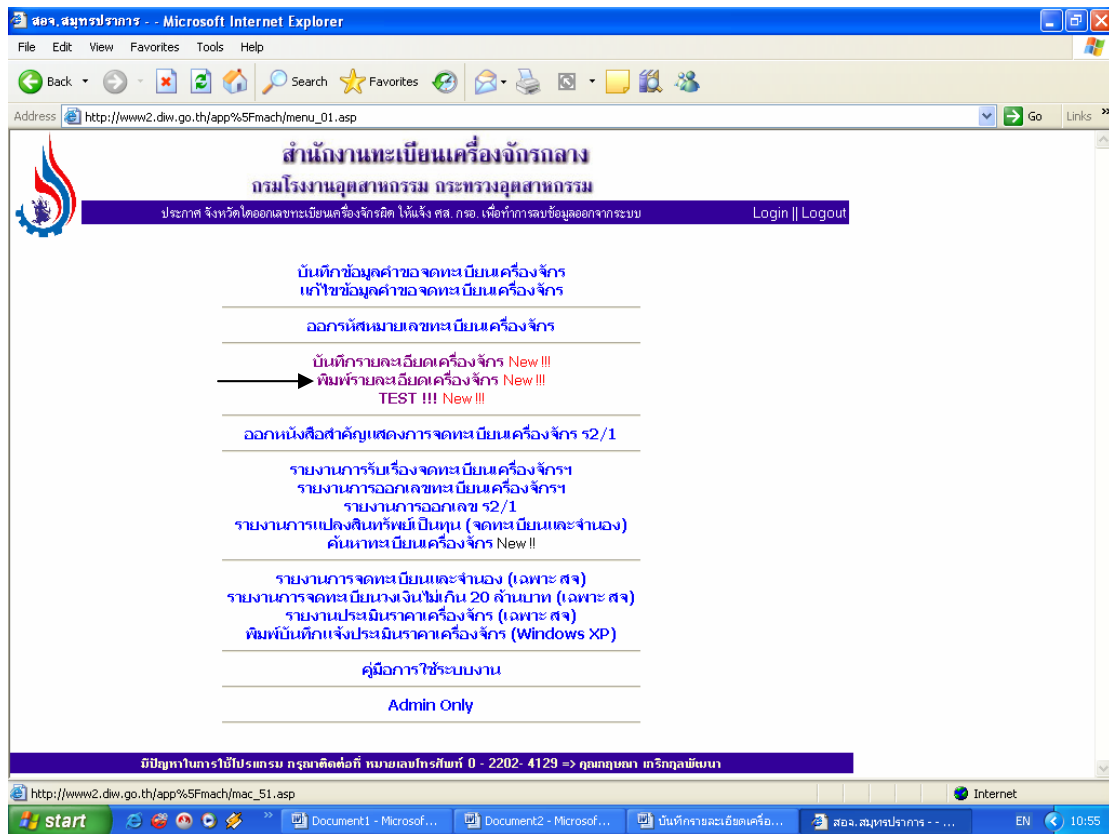 สอจ.สมุทรปราการ - - Microsoft Internet Explorer
File Edit View Favorites Tools Help
Back Search Favorites
Address http://www2.diw.go.th/app%5Fmach/menu_01.asp Go Links »
สำนักงานทะเบียนเครื่องจักรกลาง
กรมโรงงานอุตสาหกรรม กระทรวงอุตสาหกรรม
ประกาศ จังหวัดใดออกเลขทะเบียนเครื่องจักรผิด ให้แจ้ง ศส. กรอ. เพื่อทำการลบข้อมูลออกจากระบบ Login || Logout
บันทึกข้อมูลคำขอจดทะเบียนเครื่องจักร
แก้ไขข้อมูลคำขอจดทะเบียนเครื่องจักร
ออกรหัสหมายเลขทะเบียนเครื่องจักร
บันทึกรายละเอียดเครื่องจักร New !!!
พิมพ์รายละเอียดเครื่องจักร New !!!
TEST !!! New !!!
ออกหนังสือสำคัญแสดงการจดทะเบียนเครื่องจักร ร2/1
รายงานการรับเรื่องจดทะเบียนเครื่องจักรฯ
รายงานการออกเลขทะเบียนเครื่องจักรฯ
รายงานการออกเลข ร2/1
รายงานการแปลงสินทรัพย์เป็นทุน (จดทะเบียนและจำนอง)
ค้นหาทะเบียนเครื่องจักร New !!
รายงานการจดทะเบียนและจำนอง (เฉพาะ สจ)
รายงานการจดทะเบียนวงเงินไม่เกิน 20 ล้านบาท (เฉพาะ สจ)
รายงานประเมินราคาเครื่องจักร (เฉพาะ สจ)
พิมพ์บันทึกแจ้งประเมินราคาเครื่องจักร (Windows XP)
คู่มือการใช้ระบบงาน
Admin Only
มีปัญหาในการใช้โปรแกรม กรุณาติดต่อที่ หมายเลขโทรศัพท์ 0 - 2202- 4129 => คุณกฤษณา เกริกกุลพัฒนา
http://www2.diw.go.th/app%5Fmach/mac_51.asp Internet
start » Document1 - Microsof... Document2 - Microsof... บันทึกรายละเอียดเครื่อ... สอจ.สมุทรปราการ - - ... EN 10:55